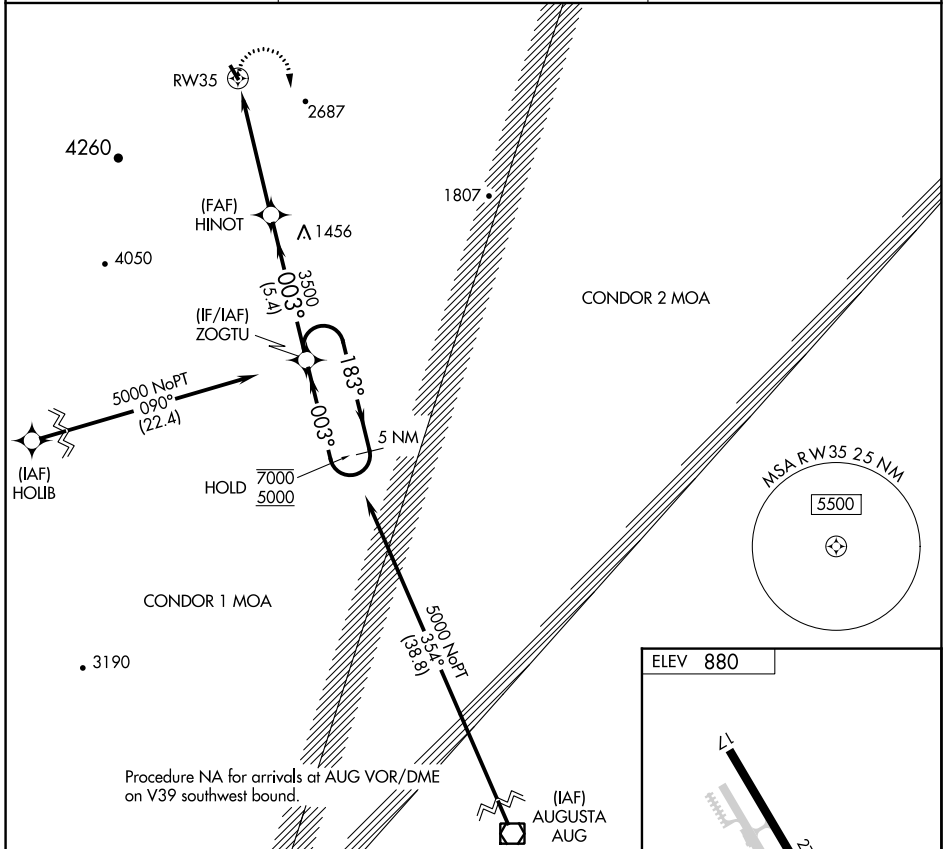 RW35
2687
4260
1807
(FAF)
HINOT
1456
4050
3500
003°
(5.4)
CONDOR 2 MOA
(IF/IAF)
ZOGTU
183°
5000 NoPT
090°
(22.4)
003°
5 NM
(IAF)
HOLIB
HOLD
7000
5000
MSA RW35 25 NM
5500
CONDOR 1 MOA
5000 NoPT
354°
(38.8)
3190
ELEV 880
17
Procedure NA for arrivals at AUG VOR/DME
on V39 southwest bound.
(IAF)
AUGUSTA
AUG